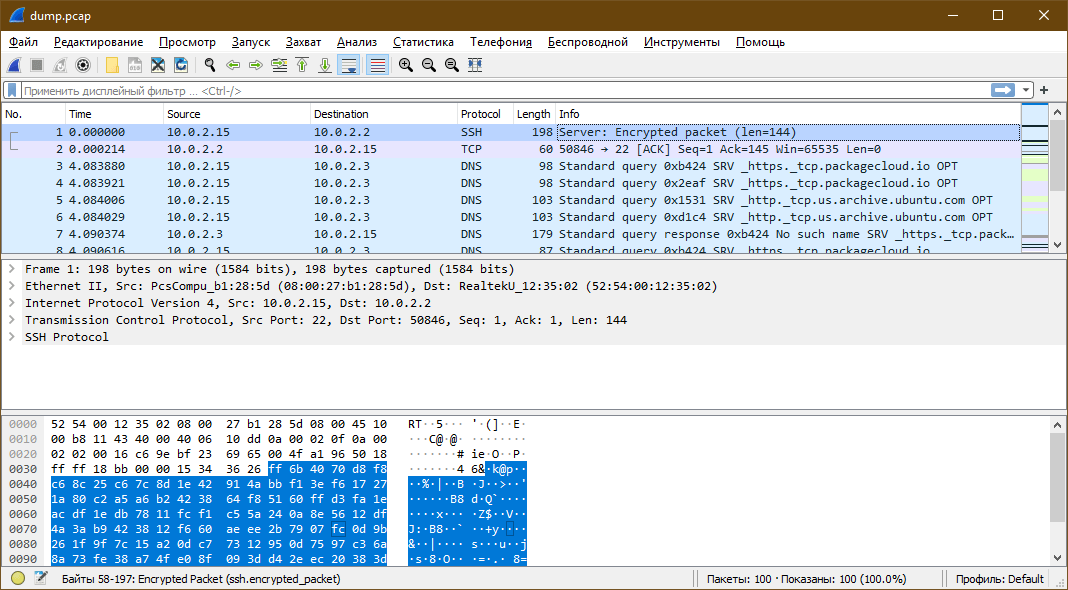 dump.pcap
Файл Редактирование Просмотр Запуск Захват Анализ Статистика Телефония Беспроводной Инструменты Помощь
Применить дисплейный фильтр ... <Ctrl-/>
No. Time Source Destination Protocol Length Info
1 0.000000 10.0.2.15 10.0.2.2 SSH 198 Server: Encrypted packet (len=144)
2 0.000214 10.0.2.2 10.0.2.15 TCP 60 50846 → 22 [ACK] Seq=1 Ack=145 Win=65535 Len=0
3 4.083880 10.0.2.15 10.0.2.3 DNS 98 Standard query 0xb424 SRV _https._tcp.packagecloud.io OPT
4 4.083921 10.0.2.15 10.0.2.3 DNS 98 Standard query 0x2eaf SRV _https._tcp.packagecloud.io OPT
5 4.084006 10.0.2.15 10.0.2.3 DNS 103 Standard query 0x1531 SRV _http._tcp.us.archive.ubuntu.com OPT
6 4.084029 10.0.2.15 10.0.2.3 DNS 103 Standard query 0xd1c4 SRV _http._tcp.us.archive.ubuntu.com OPT
7 4.090374 10.0.2.3 10.0.2.15 DNS 179 Standard query response 0xb424 No such name SRV _https._tcp.pack…
8 4.090616 10.0.2.15 10.0.2.3 DNS 87 Standard query 0xb424 SRV _https._tcp.packagecloud.io
Frame 1: 198 bytes on wire (1584 bits), 198 bytes captured (1584 bits)
Ethernet II, Src: PcsCompu_b1:28:5d (08:00:27:b1:28:5d), Dst: RealtekU_12:35:02 (52:54:00:12:35:02)
Internet Protocol Version 4, Src: 10.0.2.15, Dst: 10.0.2.2
Transmission Control Protocol, Src Port: 22, Dst Port: 50846, Seq: 1, Ack: 1, Len: 144
SSH Protocol
0000 52 54 00 12 35 02 08 00 27 b1 28 5d 08 00 45 10 RT··5···'·(]··E·
0010 00 b8 11 43 40 00 40 06 10 dd 0a 00 02 0f 0a 00 ···C@·@·········
0020 02 02 00 16 c6 9e bf 23 69 65 00 4f a1 96 50 18 ·······#ie·O··P·
0030 ff ff 18 bb 00 00 15 34 36 26 ff 6b 40 70 d8 f8 ·······46&·k@p··
0040 c6 8c 25 c6 7c 8d 1e 42 91 4a bb f1 3e f6 17 27 ··%·|··B·J··>··'
0050 1a 80 c2 a5 a6 b2 42 38 64 f8 51 60 ff d3 fa 1e ······B8d·Q`····
0060 ac df 1e db 78 11 fc f1 c5 5a 24 0a 8e 56 12 df ····x····Z$··V··
0070 4a 3a b9 42 38 12 f6 60 ae ee 2b 79 07 fc 0d 9b J:·B8··`··+y····
0080 26 1f 9f 7c 15 a2 0d c7 73 12 95 0d 75 97 c3 6a &··|····s···u··j
0090 8a 73 fe 38 a7 4f e0 8f 09 3d d4 2e ec 20 38 3d ·s·8·O···=·.· 8=
Байты 58-197: Encrypted Packet (ssh.encrypted_packet) Пакеты: 100 · Показаны: 100 (100.0%) Профиль: Default